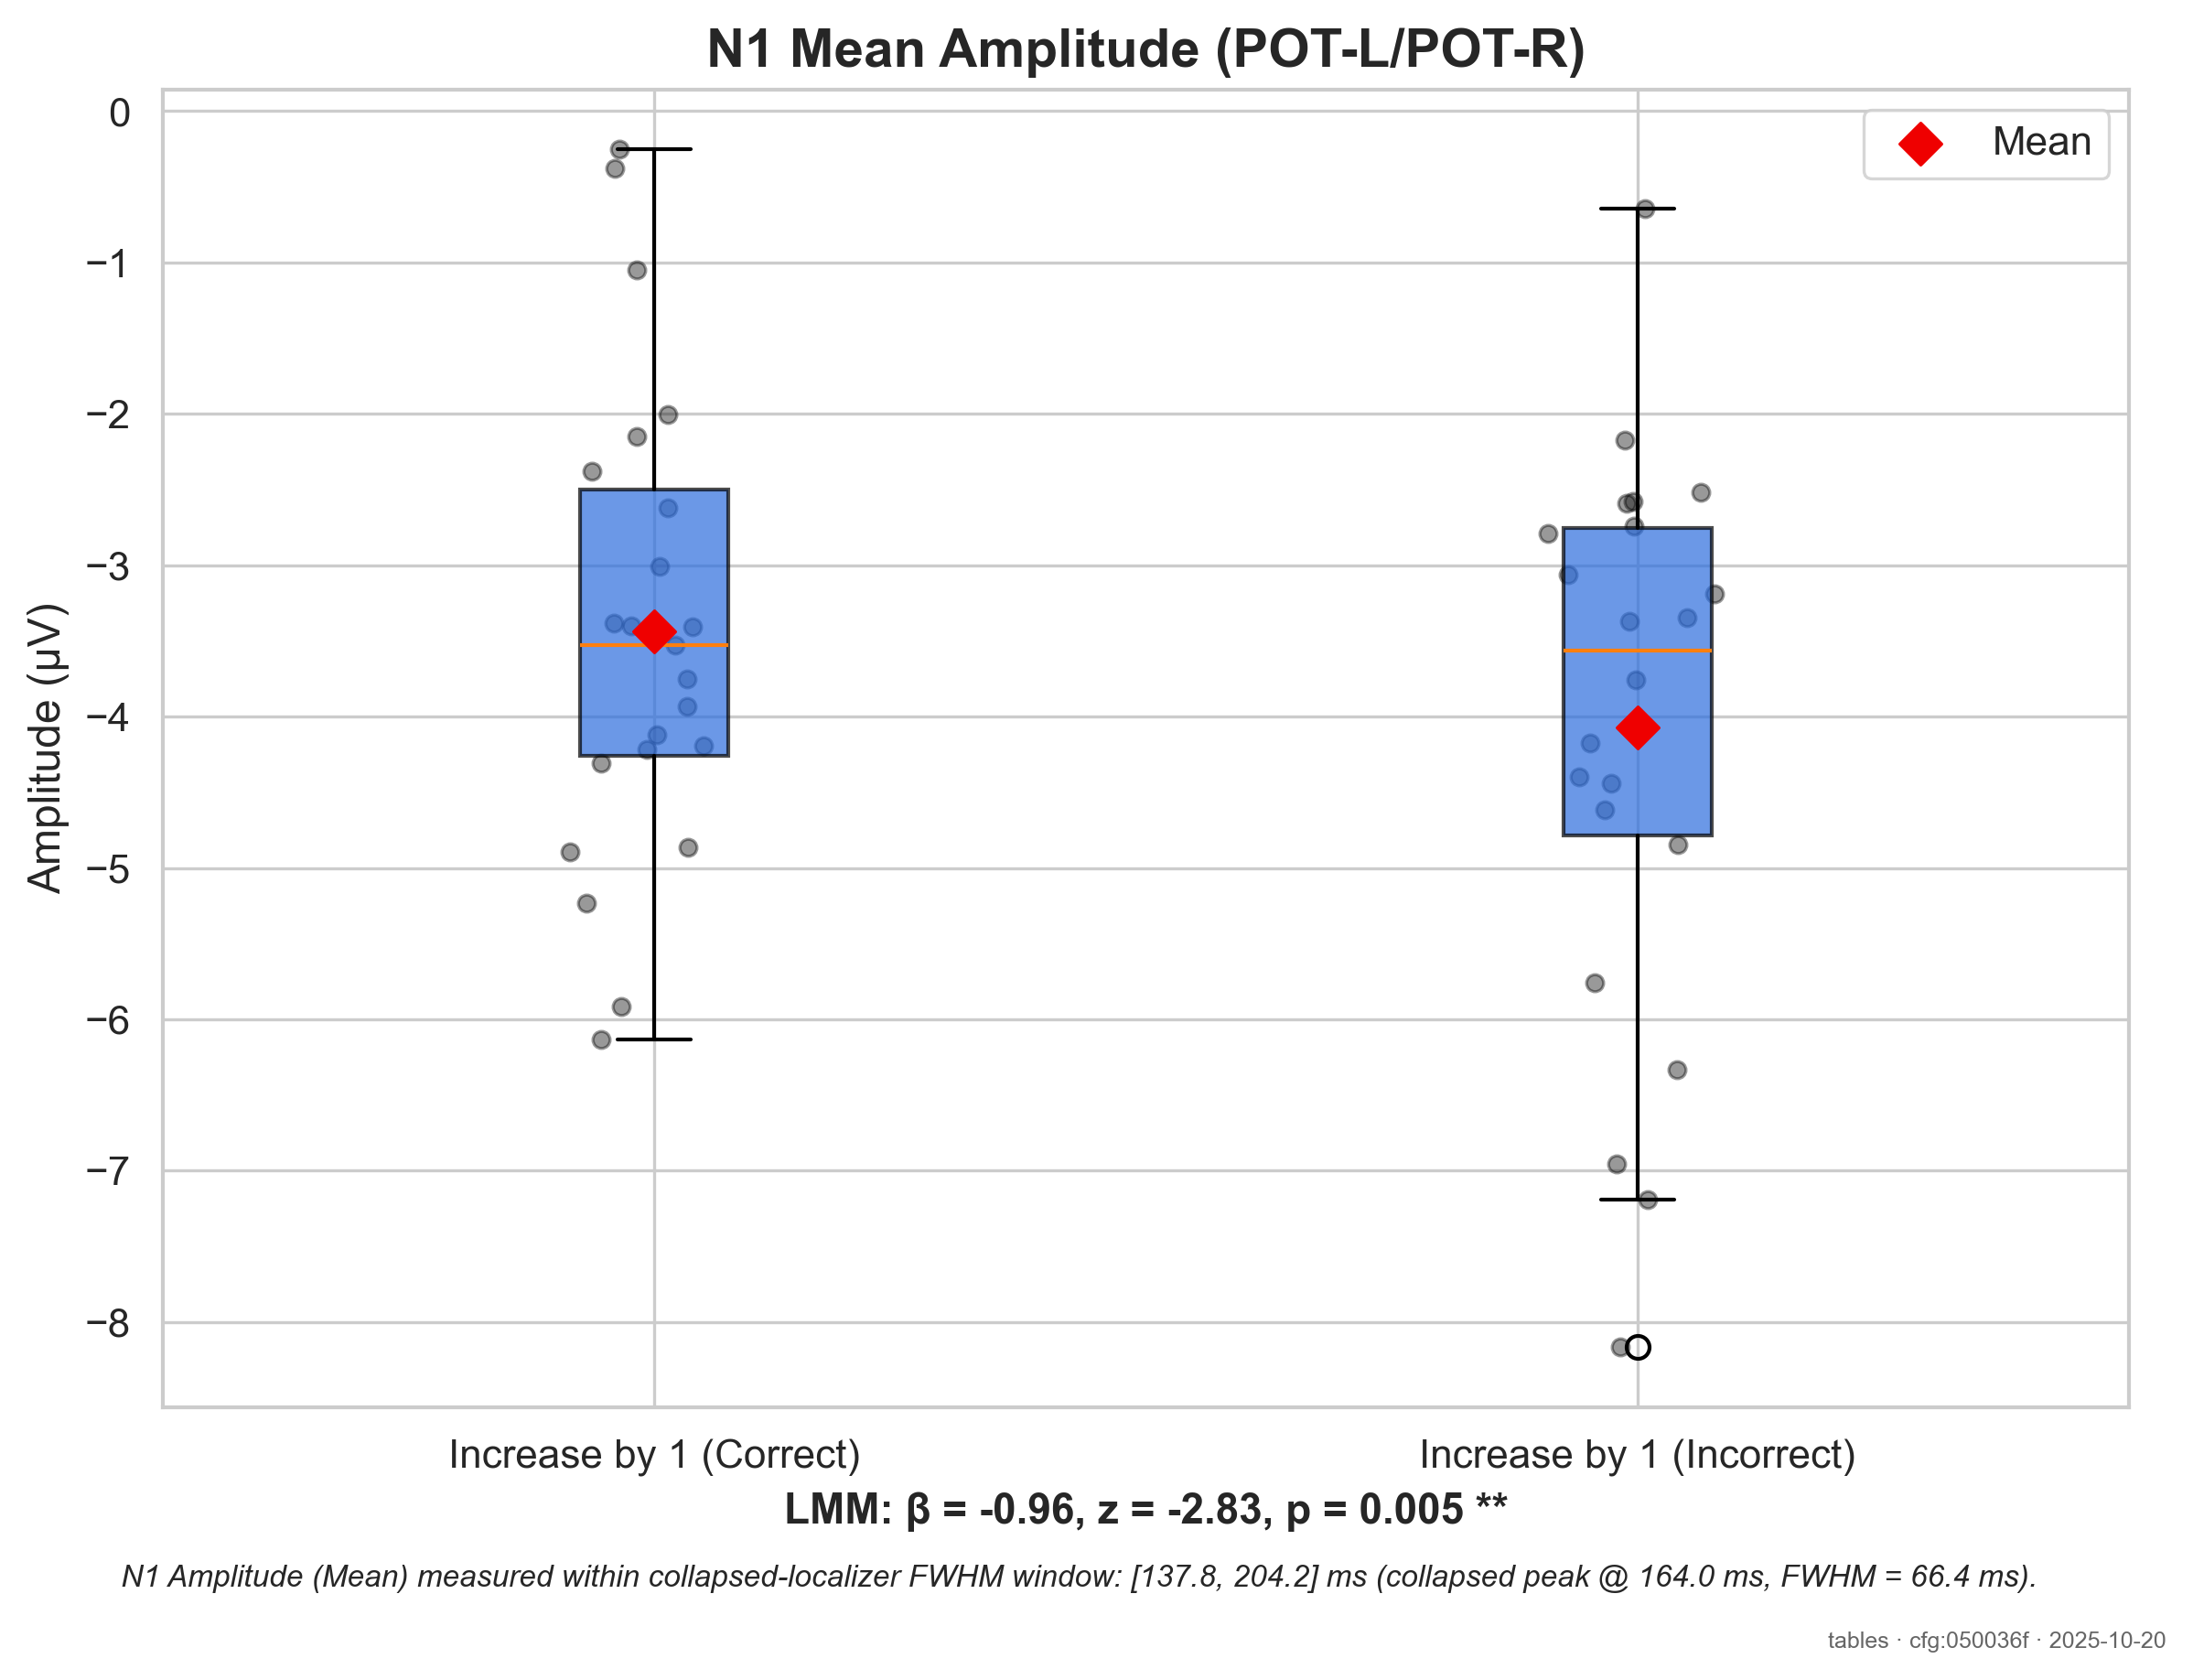 N1 Mean Amplitude (POT-L/POT-R)
Mean
Amplitude (µV)
0
−1
−2
−3
−4
−5
−6
−7
−8
Increase by 1 (Correct)
Increase by 1 (Incorrect)
LMM: β = -0.96, z = -2.83, p = 0.005 **
N1 Amplitude (Mean) measured within collapsed-localizer FWHM window: [137.8, 204.2] ms (collapsed peak @ 164.0 ms, FWHM = 66.4 ms).
tables · cfg:050036f · 2025-10-20